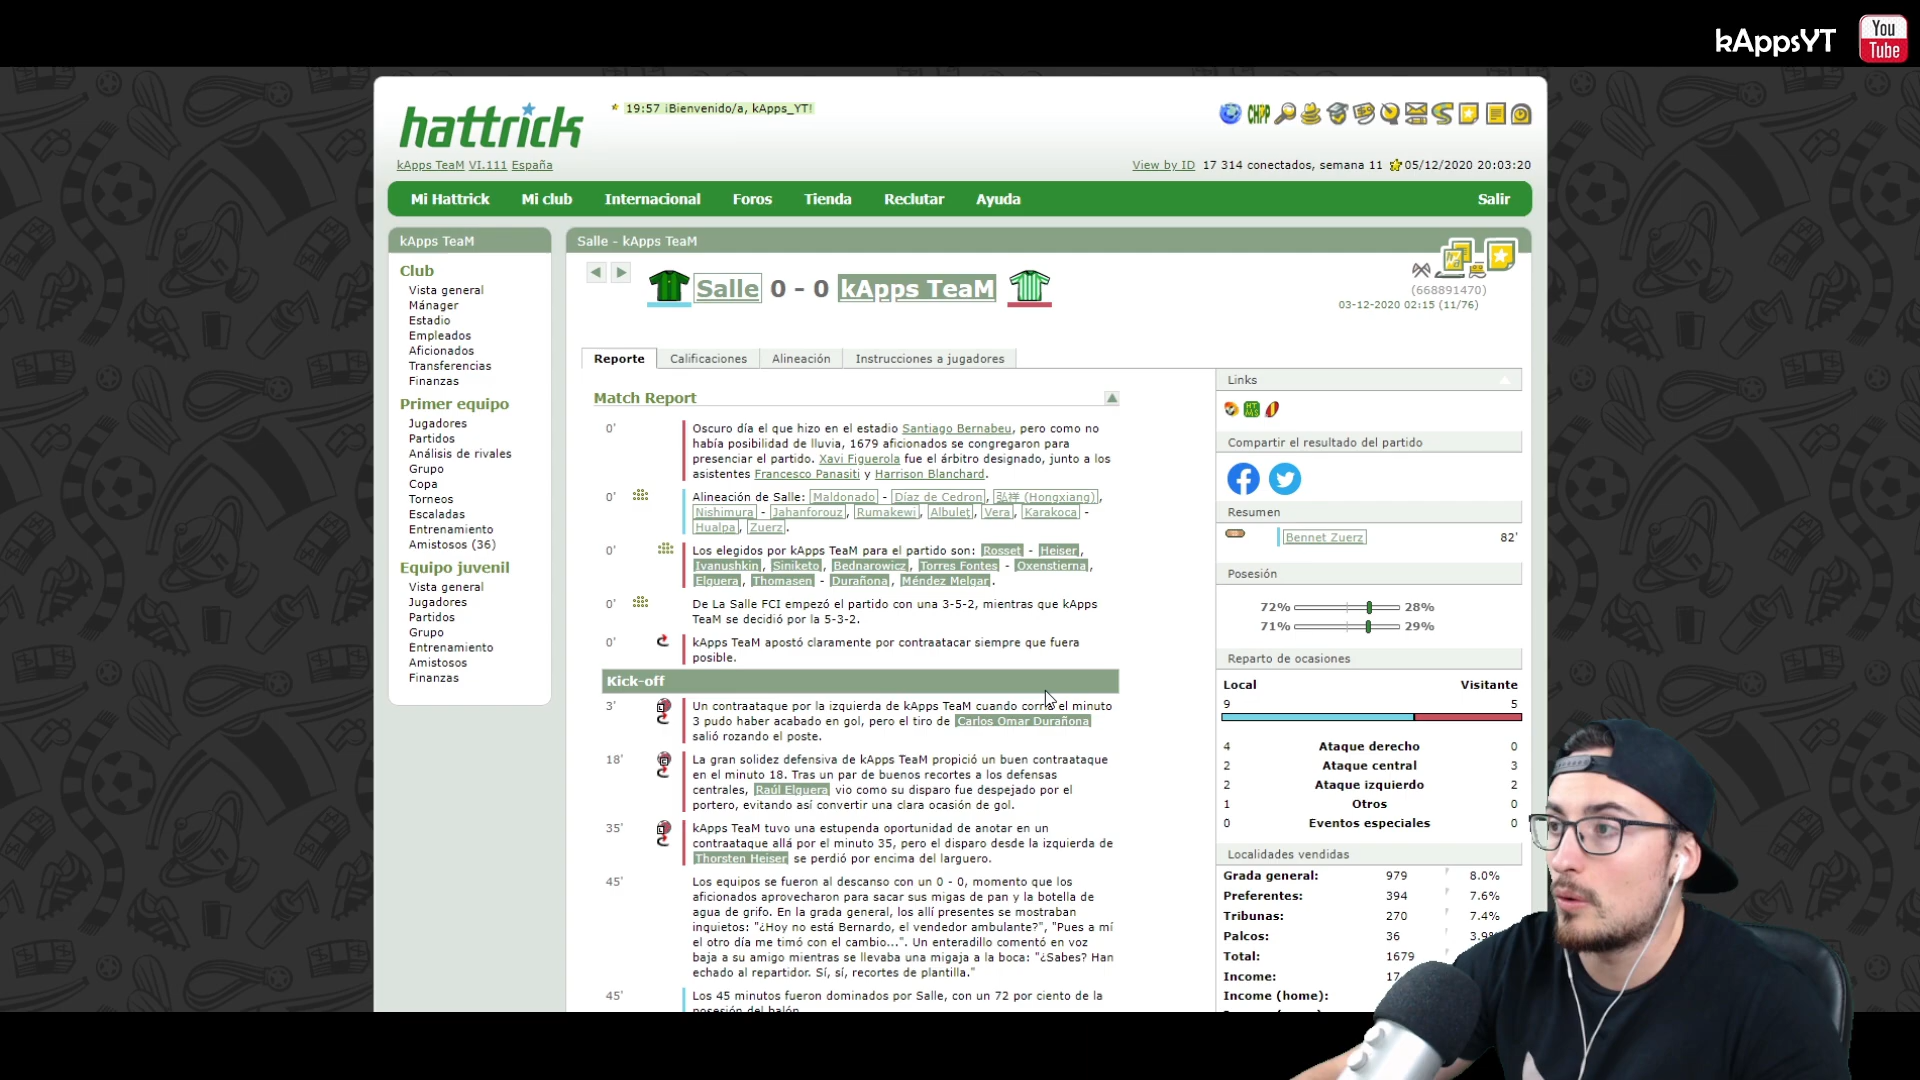 kAppsYT
You
Tube
hattrick
19:57 ¡Bienvenido/a, kApps_YT!
CHPP
kApps TeaM VI.111 España
View by ID 17 314 conectados, semana 11 05/12/2020 20:03:20
Mi Hattrick Mi club Internacional Foros Tienda Reclutar Ayuda Salir
kApps TeaM
Club
Vista general
Mánager
Estadio
Empleados
Aficionados
Transferencias
Finanzas
Primer equipo
Jugadores
Partidos
Análisis de rivales
Grupo
Copa
Torneos
Escaladas
Entrenamiento
Amistosos (36)
Equipo juvenil
Vista general
Jugadores
Partidos
Grupo
Entrenamiento
Amistosos
Finanzas
Salle - kApps TeaM
Salle 0 - 0 kApps TeaM
(668891470)
03-12-2020 02:15 (11/76)
Reporte Calificaciones Alineación Instrucciones a jugadores
Match Report
0' Oscuro día el que hizo en el estadio Santiago Bernabeu, pero como no
había posibilidad de lluvia, 1679 aficionados se congregaron para
presenciar el partido. Xavi Figuerola fue el árbitro designado, junto a los
asistentes Francesco Panasiti y Harrison Blanchard.
0' Alineación de Salle: Maldonado - Díaz de Cedron, 弘祥 (Hongxiang),
Nishimura - Jahanforouz, Rumakewi, Albuleț, Vera, Karakoca -
Hualpa, Zuerz.
0' Los elegidos por kApps TeaM para el partido son: Rosset - Heiser,
Ivanushkin, Siniketo, Bednarowicz, Torres Fontes - Oxenstierna,
Elguera, Thomasen - Durañona, Méndez Melgar.
0' De La Salle FCI empezó el partido con una 3-5-2, mientras que kApps
TeaM se decidió por la 5-3-2.
0' kApps TeaM apostó claramente por contraatacar siempre que fuera
posible.
Kick-off
3' Un contraataque por la izquierda de kApps TeaM cuando corría el minuto
3 pudo haber acabado en gol, pero el tiro de Carlos Omar Durañona
salió rozando el poste.
18' La gran solidez defensiva de kApps TeaM propició un buen contraataque
en el minuto 18. Tras un par de buenos recortes a los defensas
centrales, Raúl Elguera vio como su disparo fue despejado por el
portero, evitando así convertir una clara ocasión de gol.
35' kApps TeaM tuvo una estupenda oportunidad de anotar en un
contraataque allá por el minuto 35, pero el disparo desde la izquierda de
Thorsten Heiser se perdió por encima del larguero.
45' Los equipos se fueron al descanso con un 0 - 0, momento que los
aficionados aprovecharon para sacar sus migas de pan y la botella de
agua de grifo. En la grada general, los allí presentes se mostraban
inquietos: "¿Hoy no está Bernardo, el vendedor ambulante?", "Pues a mí
el otro día me timó con el cambio...". Un enteradillo comentó en voz
baja a su amigo mientras se llevaba una migaja a la boca: "¿Sabes? Han
echado al repartidor. Sí, sí, recortes de plantilla."
45' Los 45 minutos fueron dominados por Salle, con un 72 por ciento de la
posesión del balón.
Links
Compartir el resultado del partido
Resumen
Bennet Zuerz 82'
Posesión
72% 28%
71% 29%
Reparto de ocasiones
Local Visitante
9 5
4 Ataque derecho 0
2 Ataque central 3
2 Ataque izquierdo 2
1 Otros 0
0 Eventos especiales 0
Localidades vendidas
Grada general: 979 8.0%
Preferentes: 394 7.6%
Tribunas: 270 7.4%
Palcos: 36 3.9%
Total: 1679
Income: 17
Income (home):